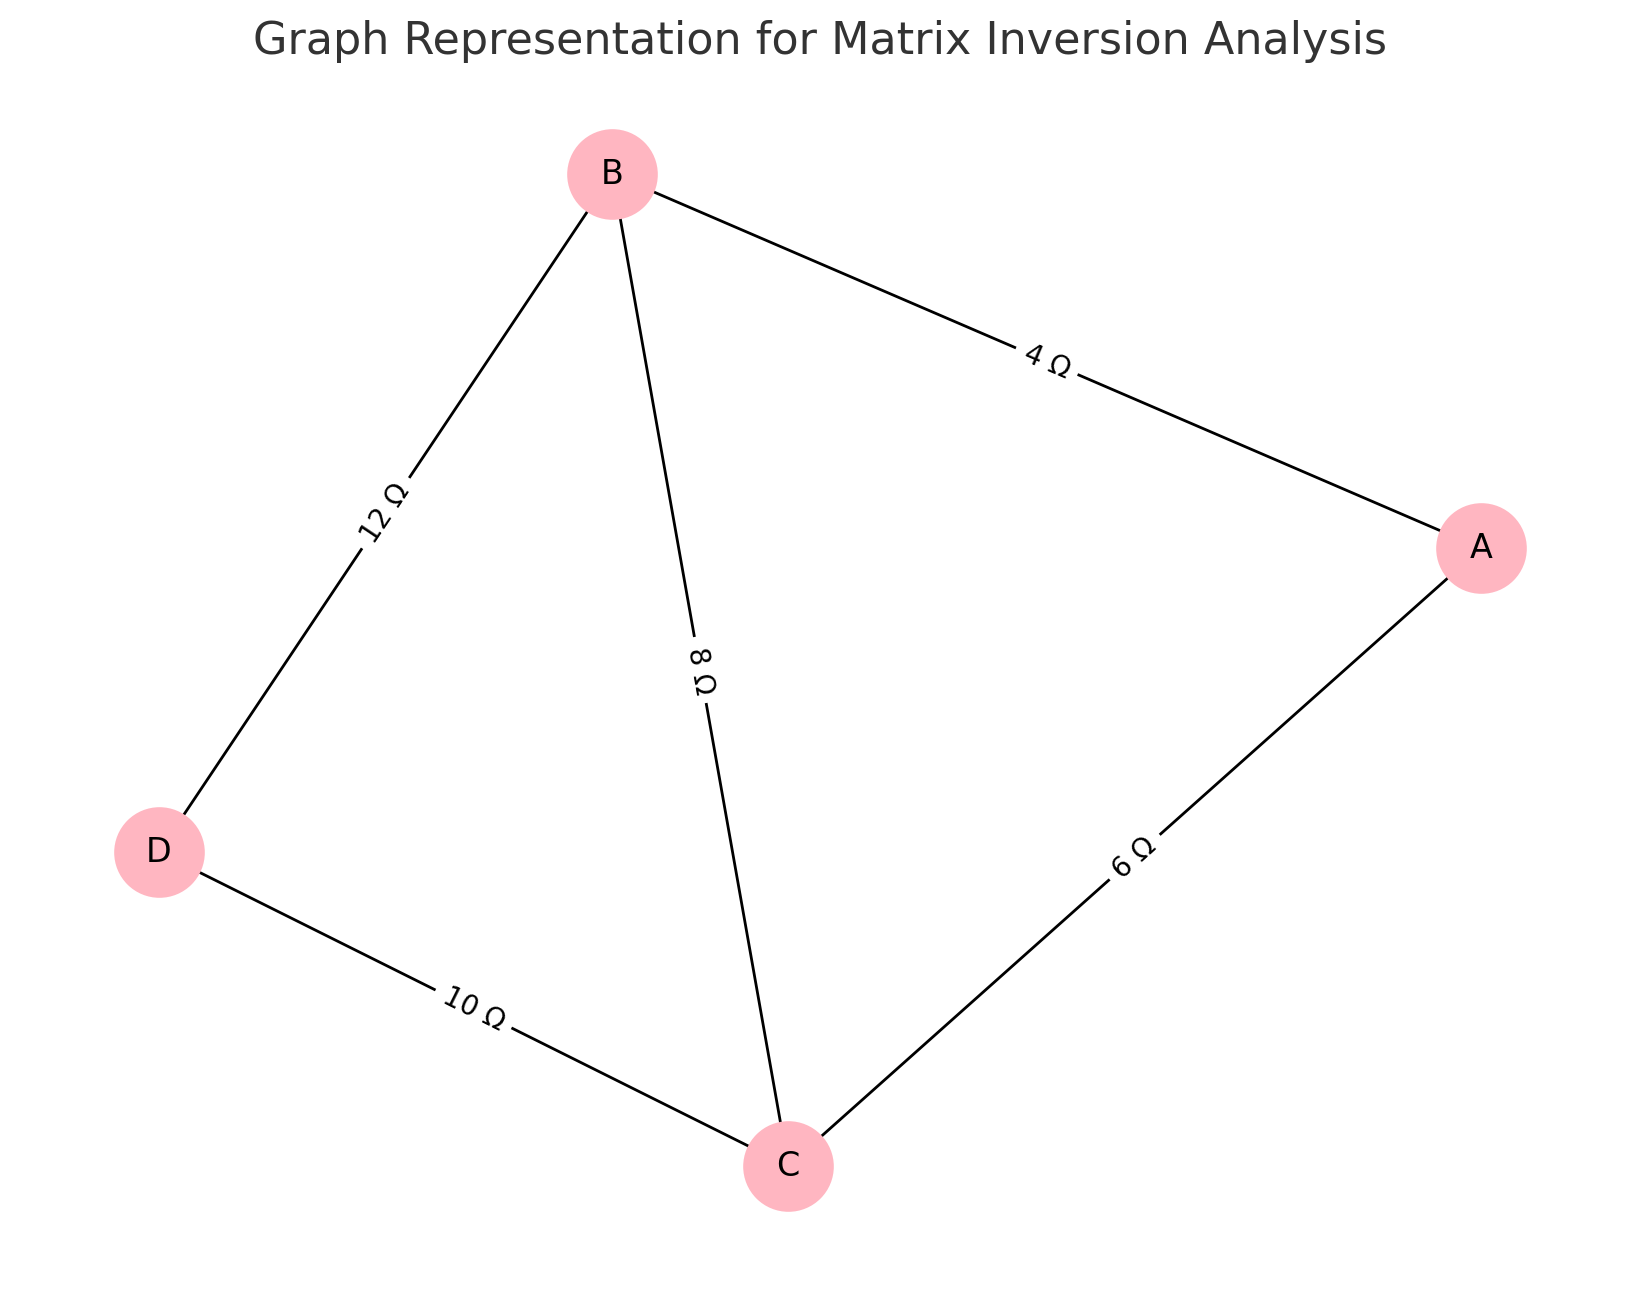 Graph Representation for Matrix Inversion Analysis
B
4 Ω
A
12 Ω
8 Ω
D
6 Ω
10 Ω
C